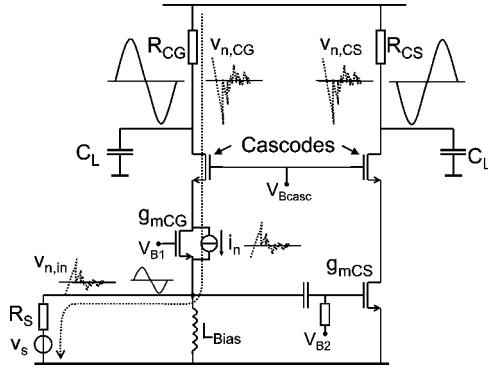 R_CG
v_n,CG
v_n,CS
R_CS
C_L
Cascodes
C_L
V_Bcasc
g_mCG
V_B1
i_n
g_mCS
v_n,in
R_S
v_s
L_Bias
V_B2